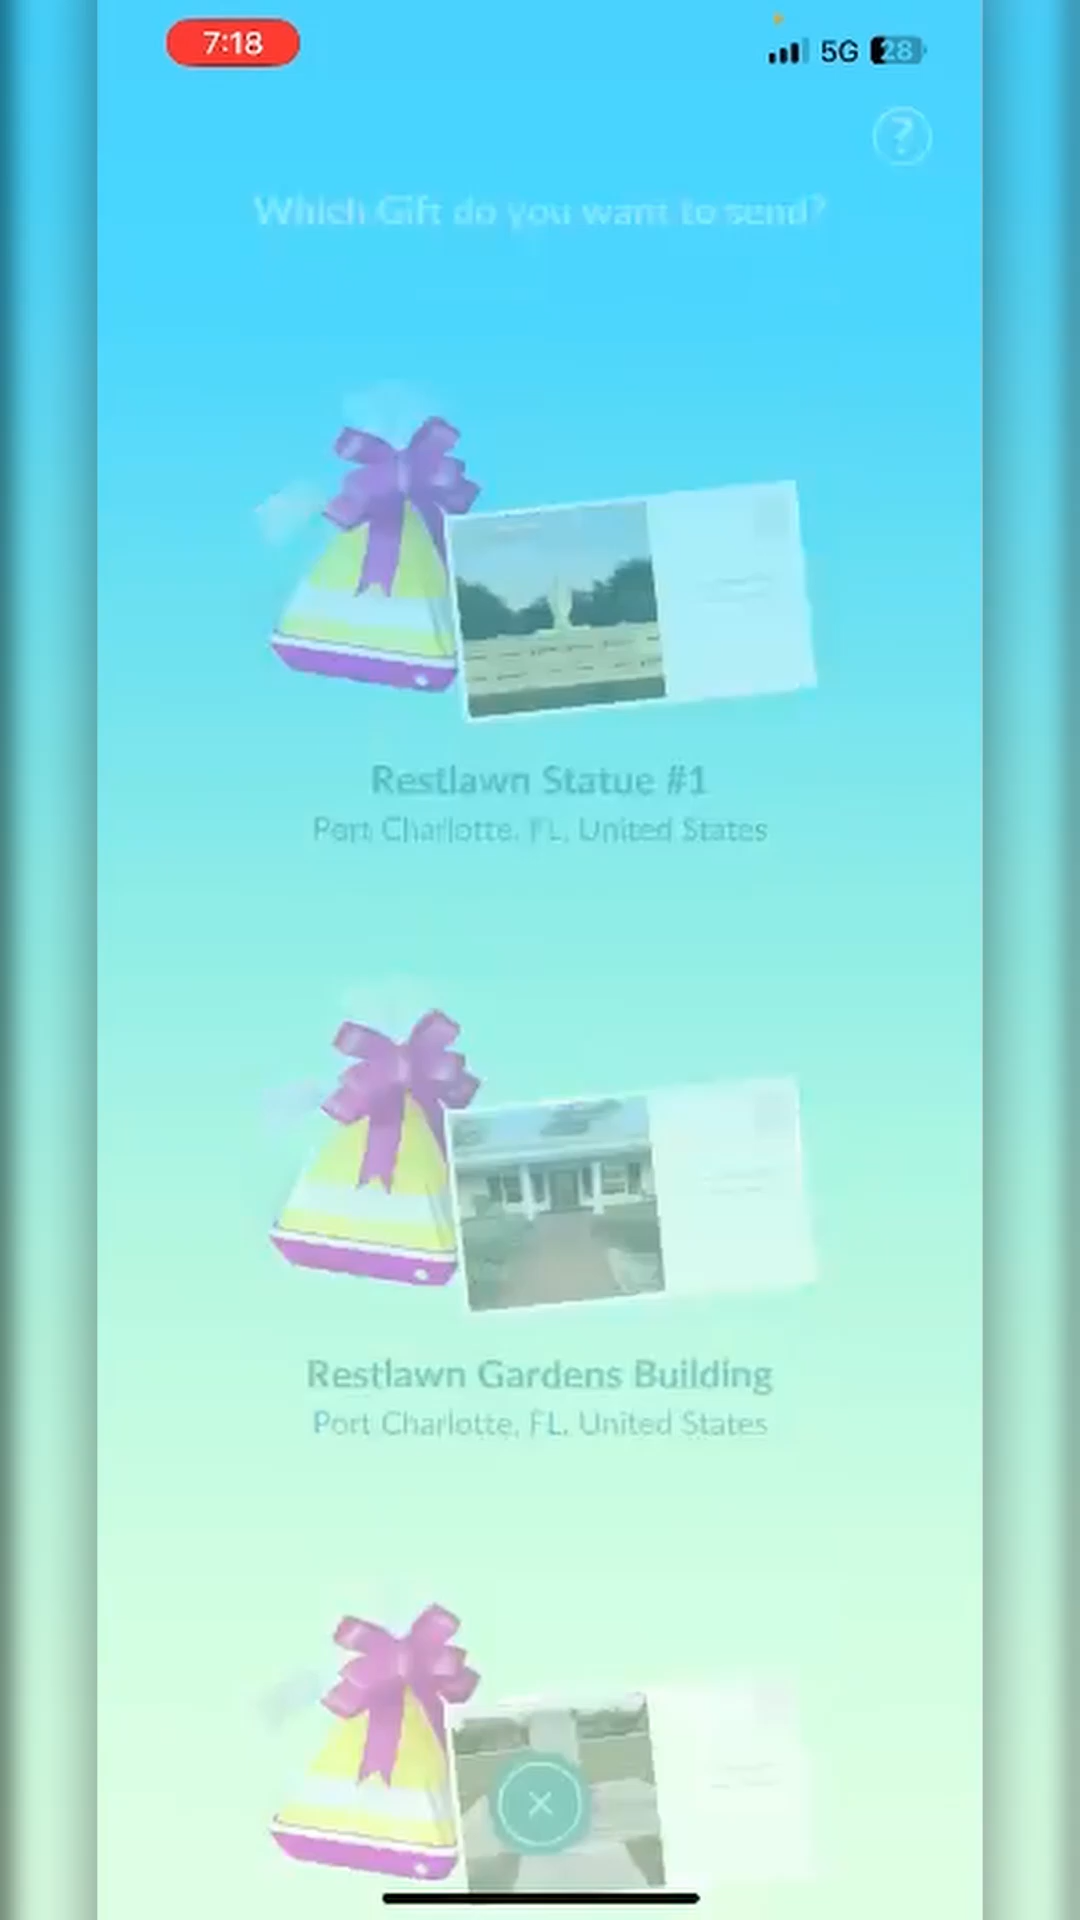 7:18
5G 28
?
Which Gift do you want to send?
Restlawn Statue #1
Port Charlotte, FL, United States
Restlawn Gardens Building
Port Charlotte, FL, United States